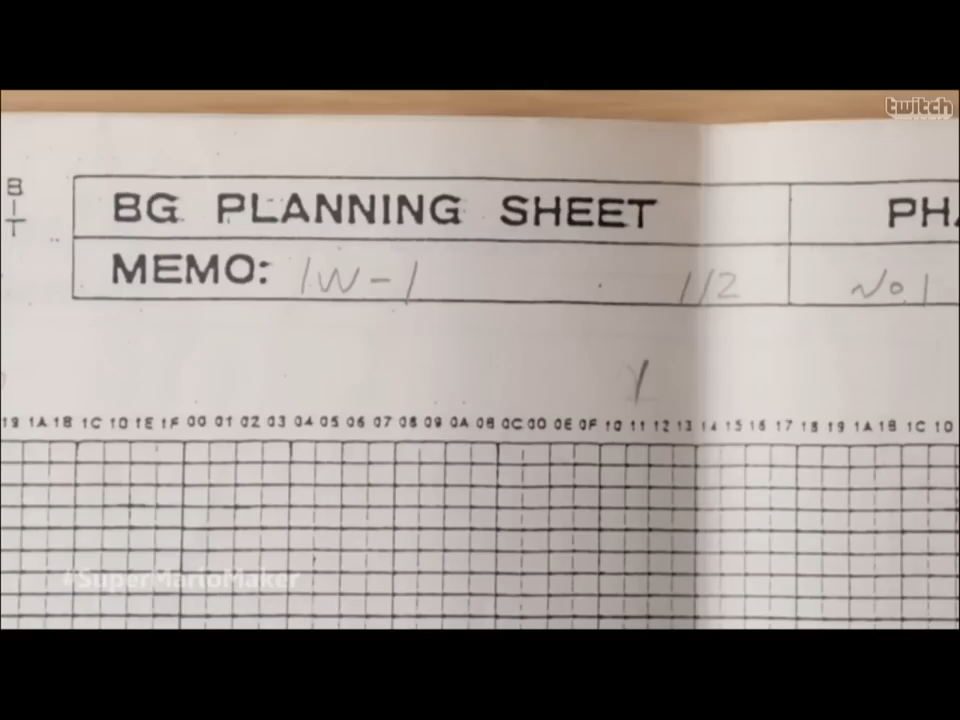 twitch
BIT
BG PLANNING SHEET PHA
MEMO: 1W-1 1/2 No.1
19 1A 1B 1C 1D 1E 1F 00 01 02 03 04 05 06 07 08 09 0A 0B 0C 0D 0E 0F 10 11 12 13 14 15 16 17 18 19 1A 1B 1C 1D
#SuperMarioMaker